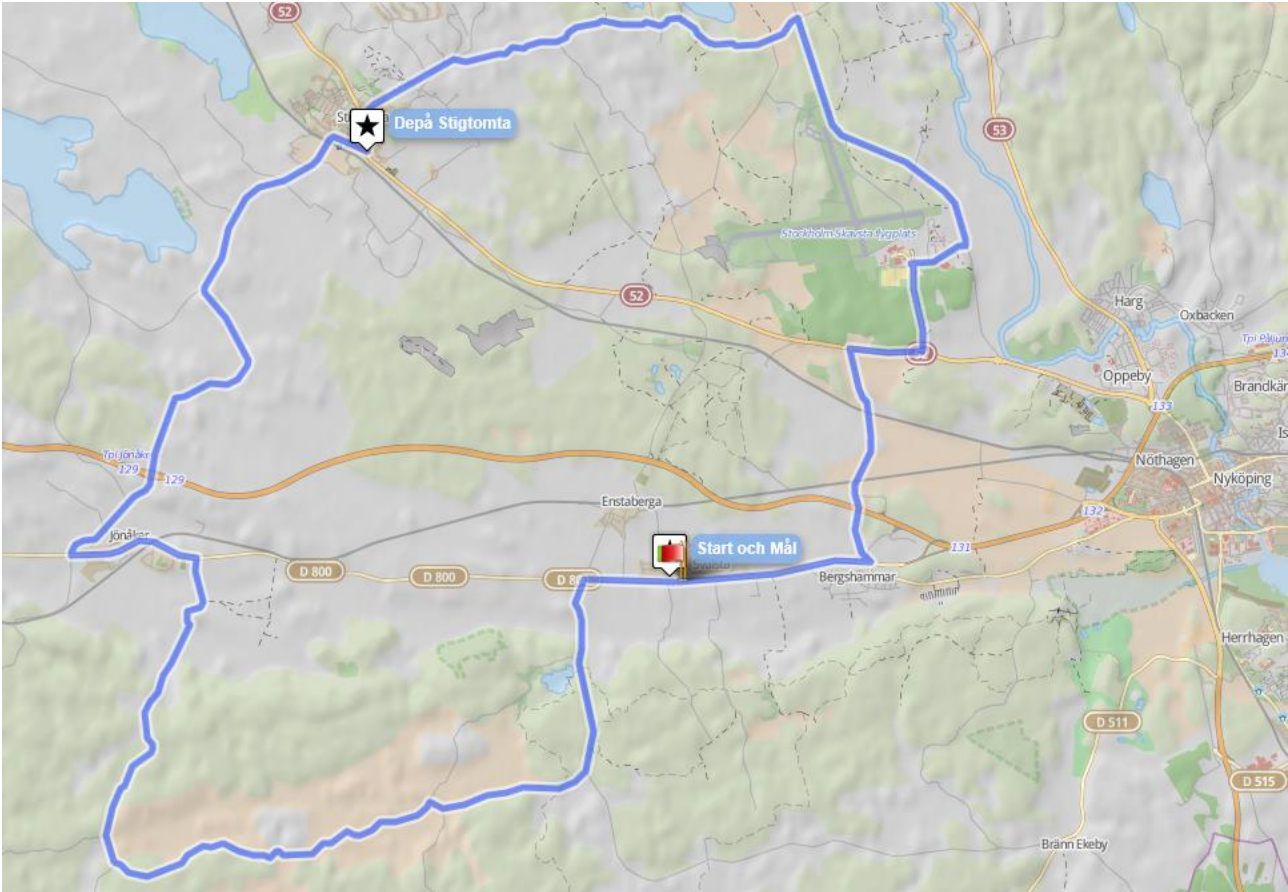 52
Depå Stigtomta
53
Stockholm-Skavsta flygplats
52
Harg
Oxbacken
Oppeby
133
Nöthagen
Nyköping
Tpl Jönåker
129
129
Enstaberga
132
Jönåker
Start och Mål
131
D 800
D 800
Bergshammar
Herrhagen
D 511
D 515
Bränn Ekeby